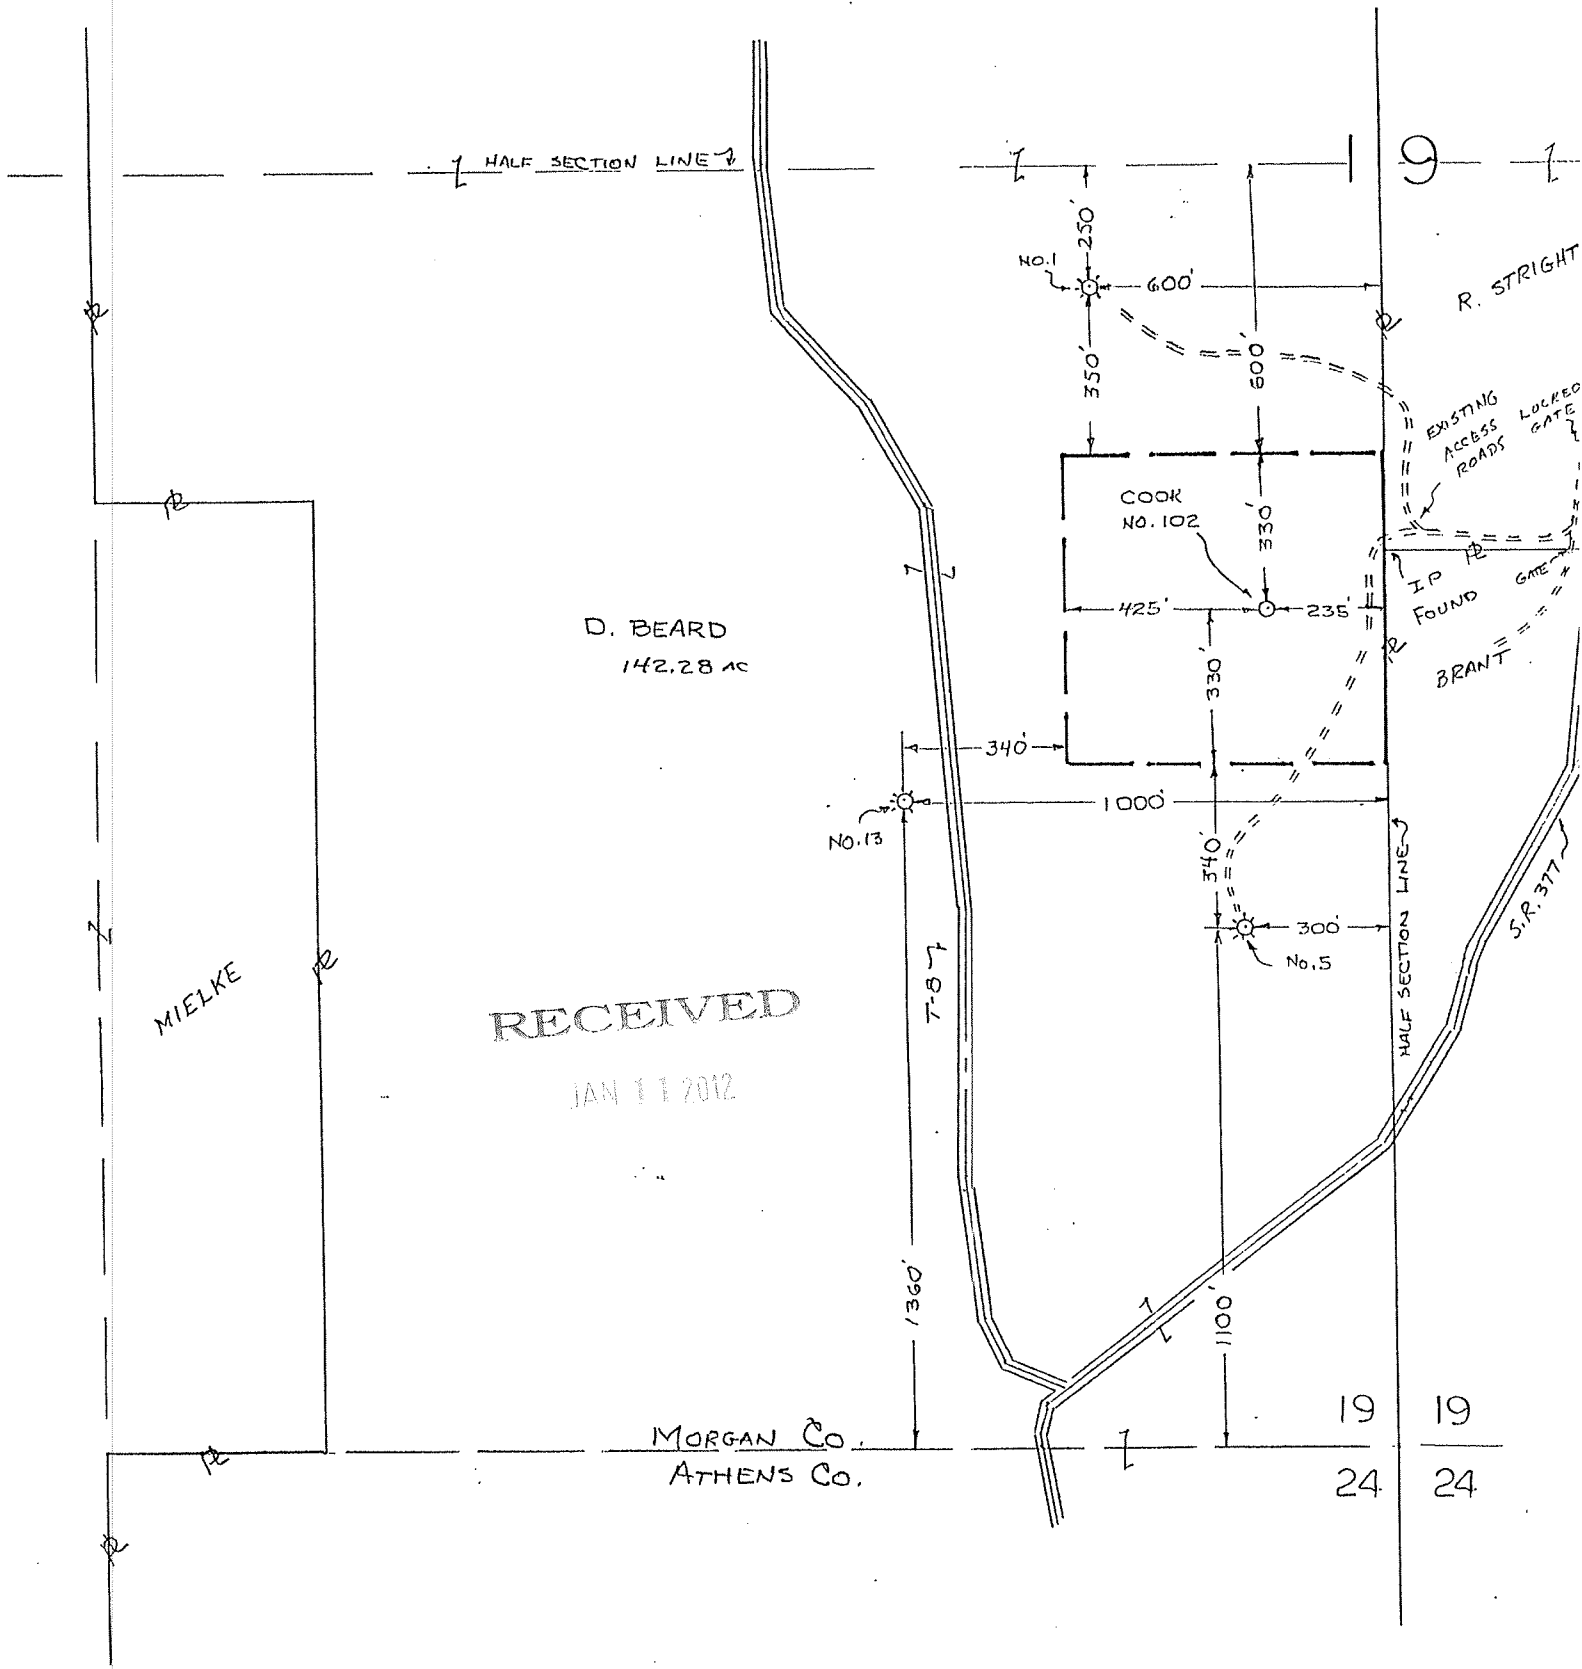 HALF SECTION LINE
19
250'
NO.1
600'
R. STRIGHT
350'
600'
EXISTING
ACCESS
ROADS
LOCKED
GATE
COOK
NO. 102
330'
425'
235'
I.P.
FOUND
GATE
BRANT
D. BEARD
142.28 AC
330'
340'
1000'
NO. 13
340'
HALF SECTION LINE
S.R. 377
300'
No. 5
T-87
MIELKE
RECEIVED
JAN 11 2012
1360'
1100'
MORGAN CO.
ATHENS CO.
19 19
24 24